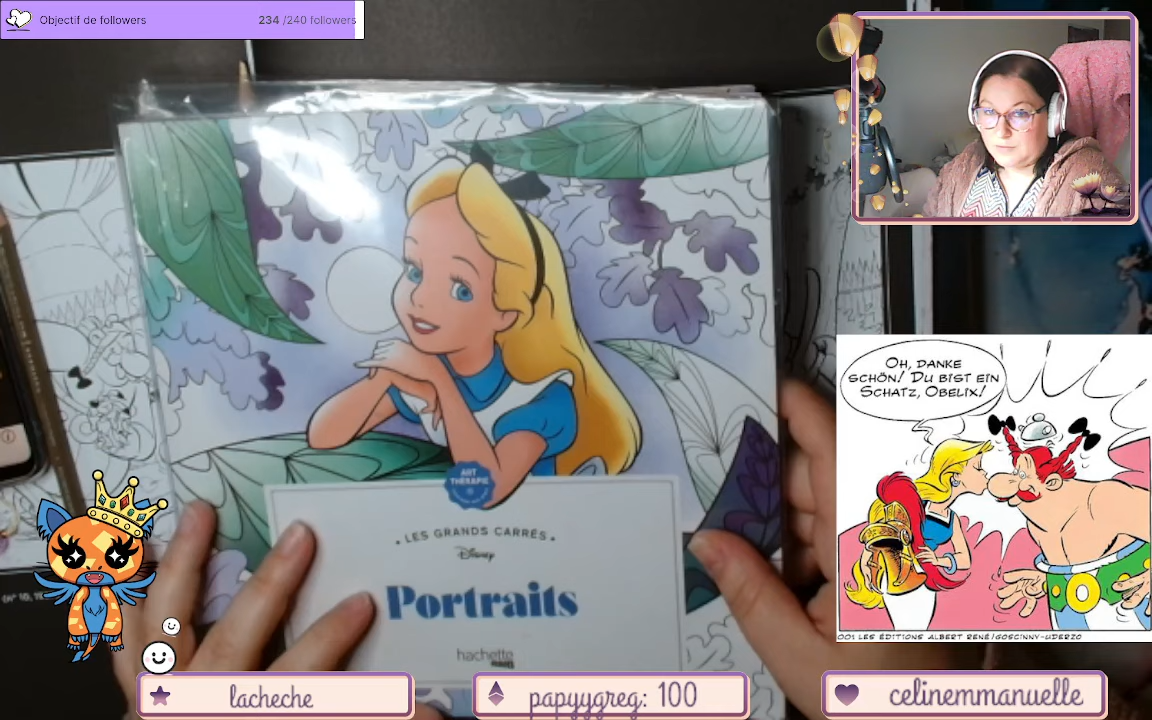 Objectif de followers
234 /240 followers
OH, DANKE
SCHÖN! DU BIST EIN
SCHATZ, OBELIX!
ART
THÉRAPIE
• LES GRANDS CARRÉS •
Disney
Portraits
hachette
LES ÉDITIONS ALBERT RENÉ/GOSCINNY-UDERZO
lacheche
papyygreg: 100
celinemmanuelle